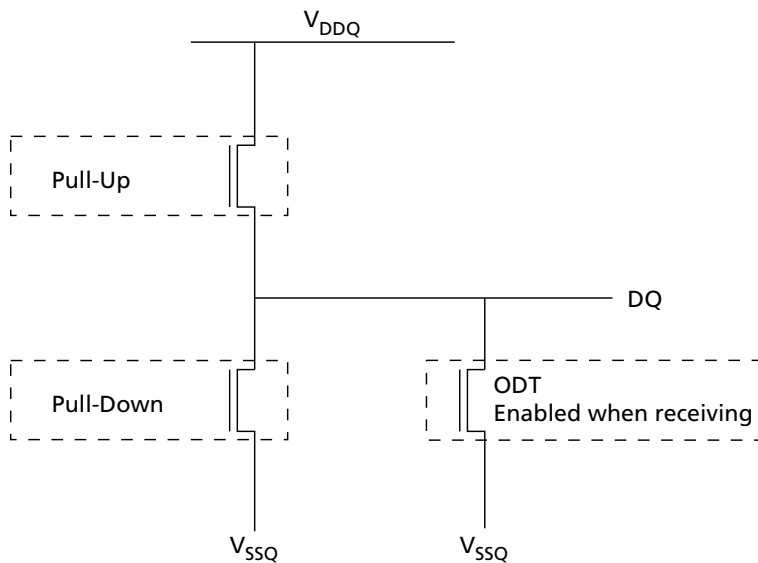 VDDQ
Pull-Up
DQ
Pull-Down
ODT
Enabled when receiving
VSSQ
VSSQ